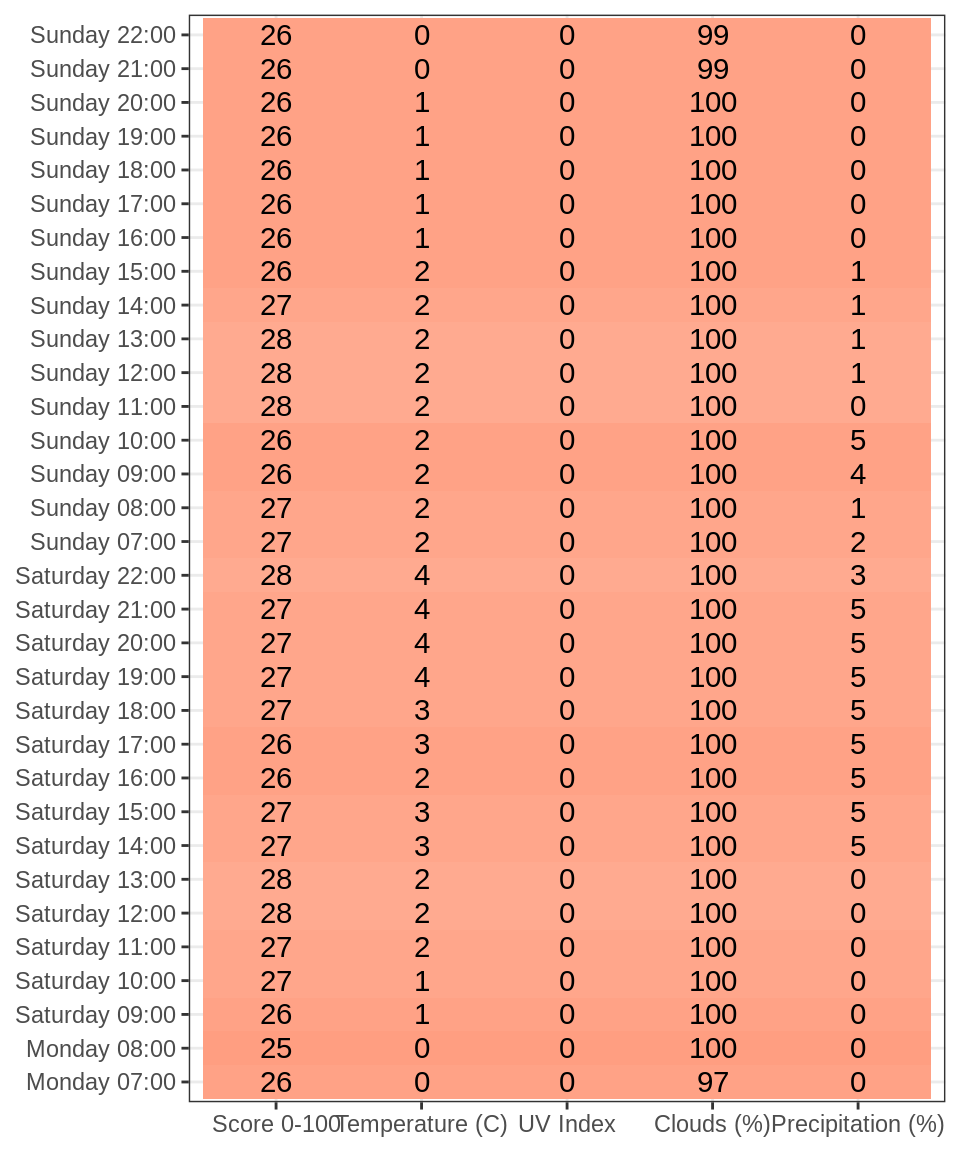 Sunday 22:00 26 0 0 99 0
Sunday 21:00 26 0 0 99 0
Sunday 20:00 26 1 0 100 0
Sunday 19:00 26 1 0 100 0
Sunday 18:00 26 1 0 100 0
Sunday 17:00 26 1 0 100 0
Sunday 16:00 26 1 0 100 0
Sunday 15:00 26 2 0 100 1
Sunday 14:00 27 2 0 100 1
Sunday 13:00 28 2 0 100 1
Sunday 12:00 28 2 0 100 1
Sunday 11:00 28 2 0 100 0
Sunday 10:00 26 2 0 100 5
Sunday 09:00 26 2 0 100 4
Sunday 08:00 27 2 0 100 1
Sunday 07:00 27 2 0 100 2
Saturday 22:00 28 4 0 100 3
Saturday 21:00 27 4 0 100 5
Saturday 20:00 27 4 0 100 5
Saturday 19:00 27 4 0 100 5
Saturday 18:00 27 3 0 100 5
Saturday 17:00 26 3 0 100 5
Saturday 16:00 26 2 0 100 5
Saturday 15:00 27 3 0 100 5
Saturday 14:00 27 3 0 100 5
Saturday 13:00 28 2 0 100 0
Saturday 12:00 28 2 0 100 0
Saturday 11:00 27 2 0 100 0
Saturday 10:00 27 1 0 100 0
Saturday 09:00 26 1 0 100 0
Monday 08:00 25 0 0 100 0
Monday 07:00 26 0 0 97 0
Score 0-100 Temperature (C) UV Index Clouds (%) Precipitation (%)